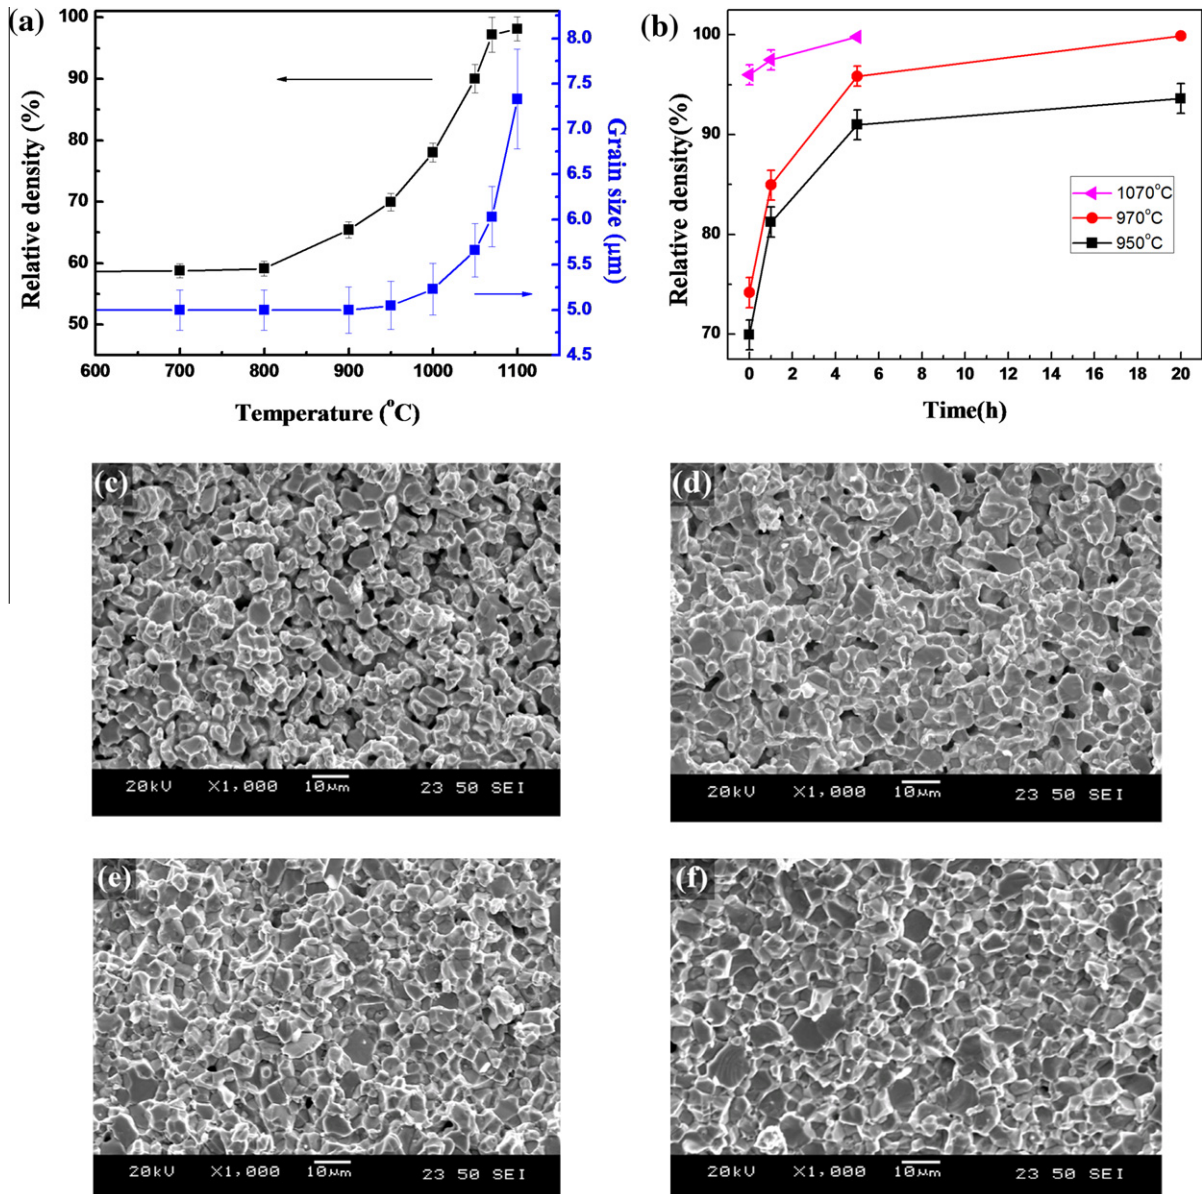 (a)
100
90
80
70
60
50
Relative density (%)
8.0
7.5
7.0
6.5
6.0
5.5
5.0
4.5
Grain size (μm)
600 700 800 900 1000 1100
Temperature (°C)
(b)
100
90
80
70
Relative density(%)
1070°C
970°C
950°C
0 2 4 6 8 10 12 14 16 18 20
Time(h)
(c)
20kV X1,000 10μm 23 50 SEI
(d)
20kV X1,000 10μm 23 50 SEI
(e)
20kV X1,000 10μm 23 50 SEI
(f)
20kV X1,000 10μm 23 50 SEI